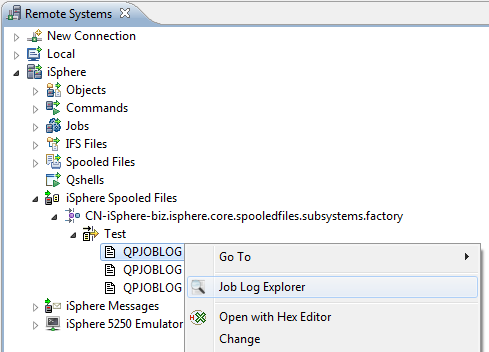 Remote Systems
New Connection
Local
iSphere
Objects
Commands
Jobs
IFS Files
Spooled Files
Qshells
iSphere Spooled Files
CN-iSphere-biz.isphere.core.spooledfiles.subsystems.factory
Test
QPJOBLOG
QPJOBLOG
QPJOBLOG
iSphere Messages
iSphere 5250 Emulator
Go To
Job Log Explorer
Open with Hex Editor
Change